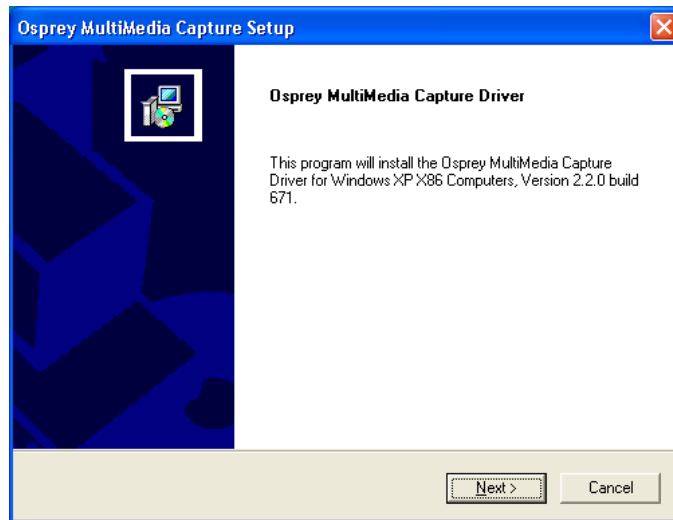 Osprey MultiMedia Capture Setup
Osprey MultiMedia Capture Driver
This program will install the Osprey MultiMedia Capture
Driver for Windows XP X86 Computers, Version 2.2.0 build
671.
Next >
Cancel